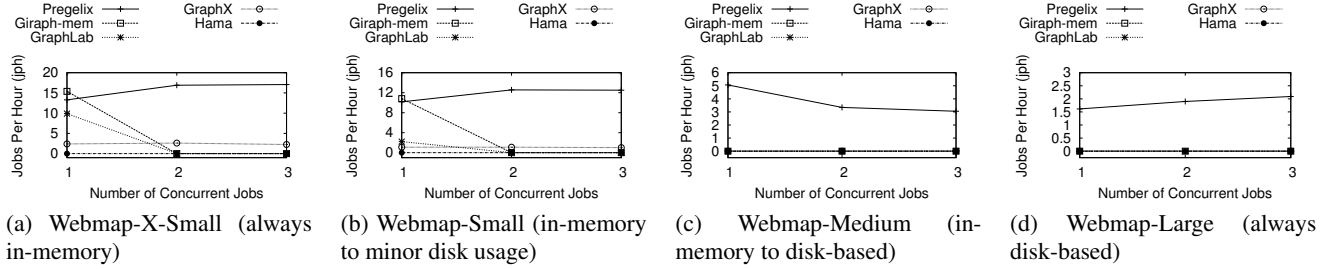 Pregelix
Giraph-mem
GraphLab
GraphX
Hama
Jobs Per Hour (jph)
20
15
10
5
0
1 2 3
Number of Concurrent Jobs
(a) Webmap-X-Small (always
in-memory)
Pregelix
Giraph-mem
GraphLab
GraphX
Hama
Jobs Per Hour (jph)
16
12
8
4
0
1 2 3
Number of Concurrent Jobs
(b) Webmap-Small (in-memory
to minor disk usage)
Pregelix
Giraph-mem
GraphLab
GraphX
Hama
Jobs Per Hour (jph)
6
5
4
3
2
1
0
1 2 3
Number of Concurrent Jobs
(c) Webmap-Medium (in-
memory to disk-based)
Pregelix
Giraph-mem
GraphLab
GraphX
Hama
Jobs Per Hour (jph)
3
2.5
2
1.5
1
0.5
0
1 2 3
Number of Concurrent Jobs
(d) Webmap-Large (always
disk-based)